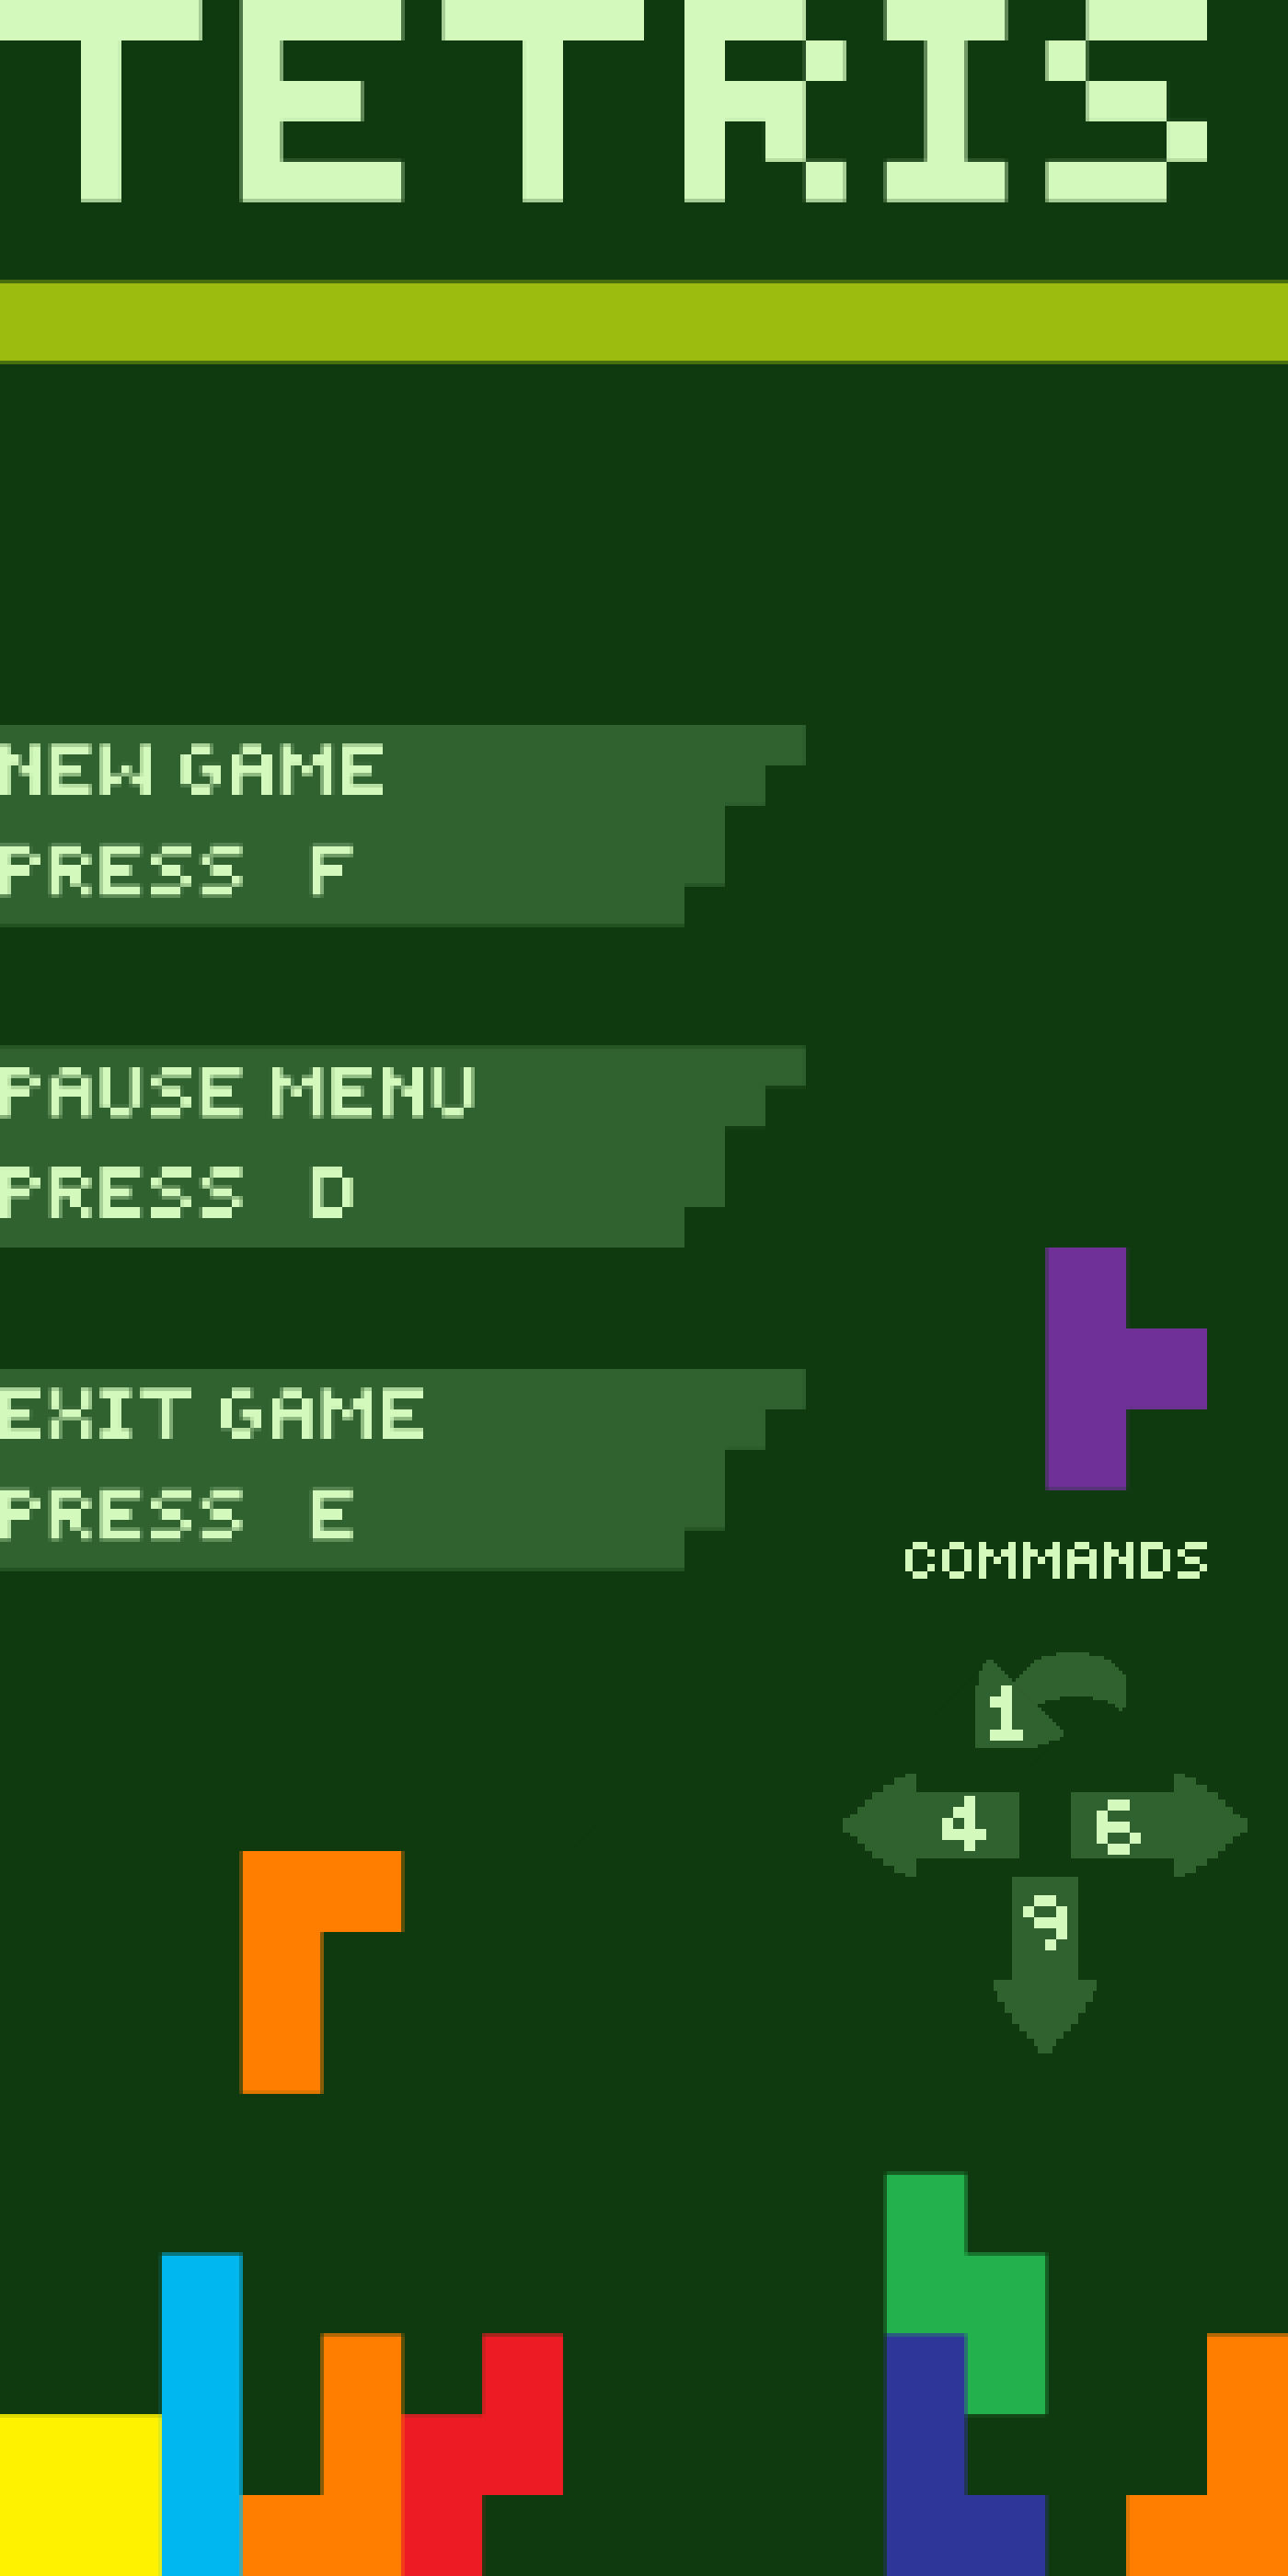 TETRIS
NEW GAME
PRESS F
PAUSE MENU
PRESS D
EXIT GAME
PRESS E
COMMANDS
1
4 6
9